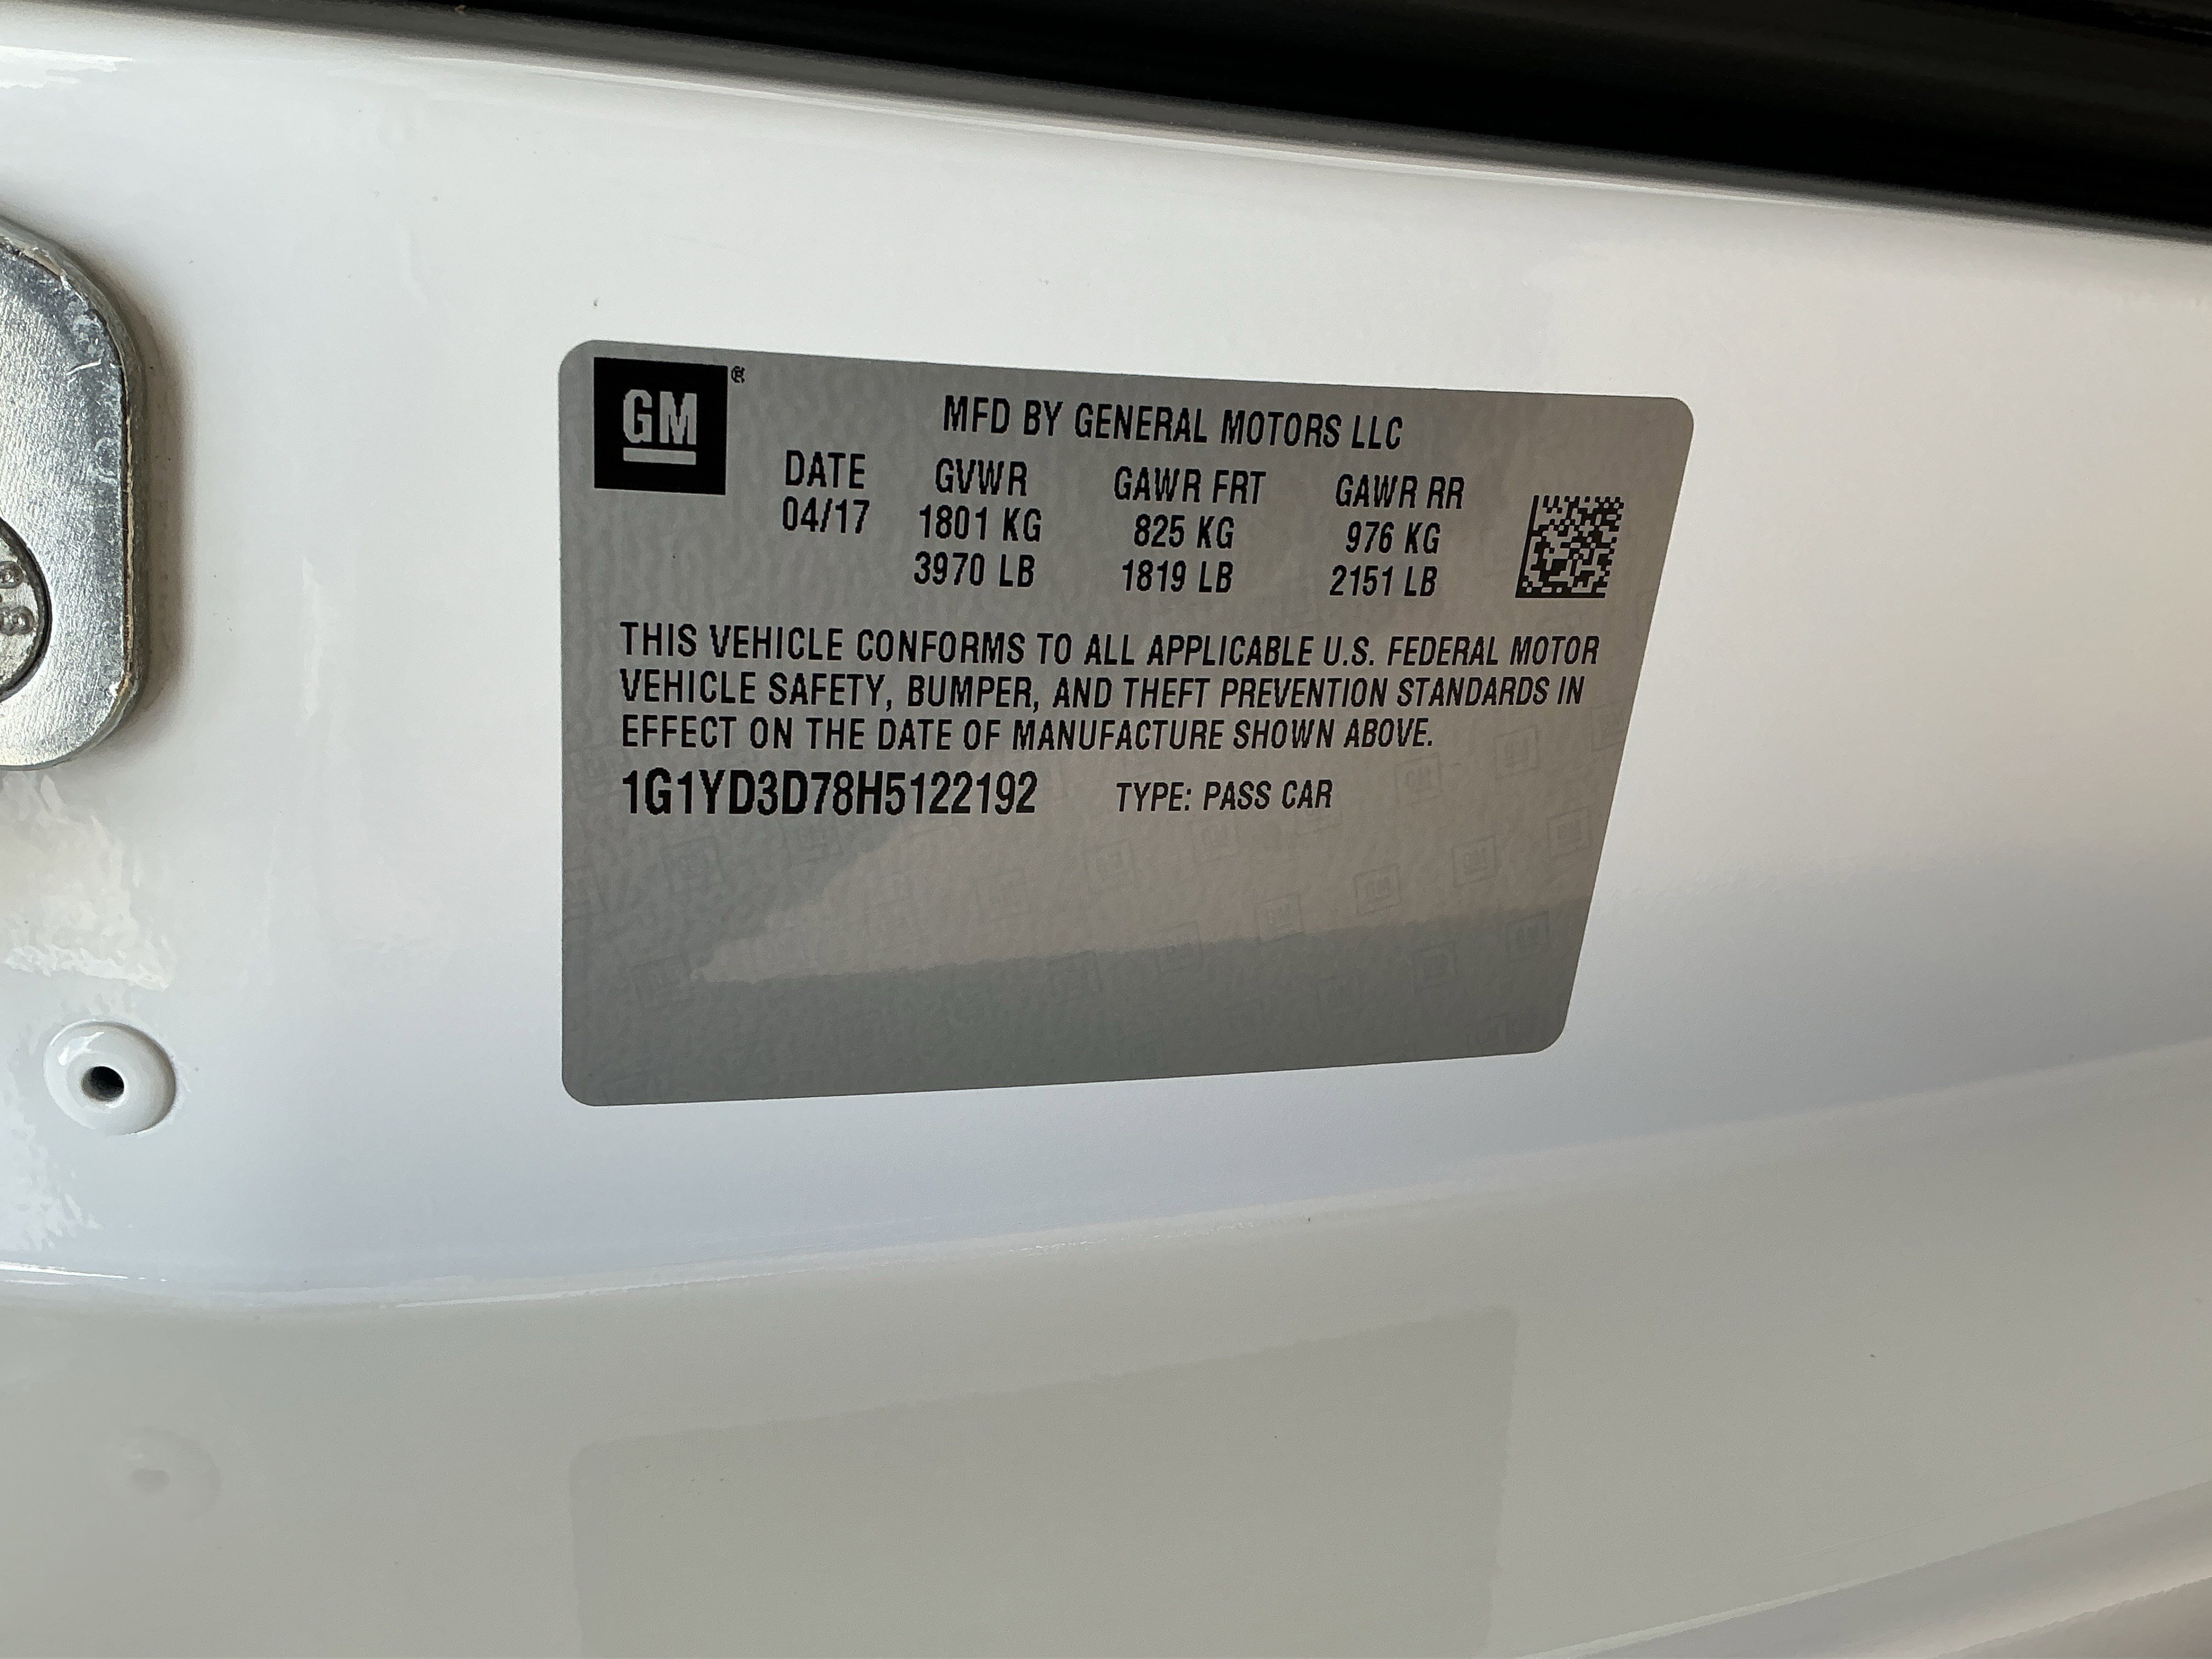 GM®
MFD BY GENERAL MOTORS LLC
DATE GVWR GAWR FRT GAWR RR
04/17 1801 KG 825 KG 976 KG
3970 LB 1819 LB 2151 LB
THIS VEHICLE CONFORMS TO ALL APPLICABLE U.S. FEDERAL MOTOR
VEHICLE SAFETY, BUMPER, AND THEFT PREVENTION STANDARDS IN
EFFECT ON THE DATE OF MANUFACTURE SHOWN ABOVE.
1G1YD3D78H5122192 TYPE: PASS CAR